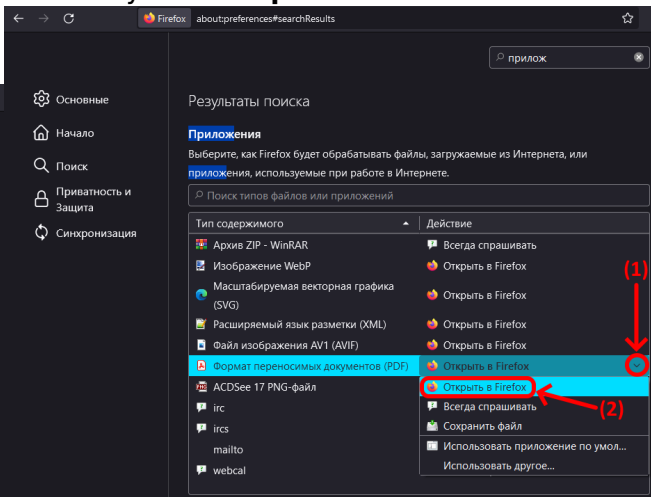 Firefox about:preferences#searchResults
прилож
Основные
Начало
Поиск
Приватность и
Защита
Синхронизация
Результаты поиска
Приложения
Выберите, как Firefox будет обрабатывать файлы, загружаемые из Интернета, или
приложения, используемые при работе в Интернете.
Поиск типов файлов или приложений
Тип содержимого Действие
Архив ZIP - WinRAR Всегда спрашивать
Изображение WebP Открыть в Firefox
(1)
Масштабируемая векторная графика
(SVG) Открыть в Firefox
Расширяемый язык разметки (XML) Открыть в Firefox
Файл изображения AV1 (AVIF) Открыть в Firefox
Формат переносимых документов (PDF) Открыть в Firefox
ACDSee 17 PNG-файл Открыть в Firefox
irc Всегда спрашивать
(2)
ircs Сохранить файл
mailto Использовать приложение по умол...
webcal Использовать другое...